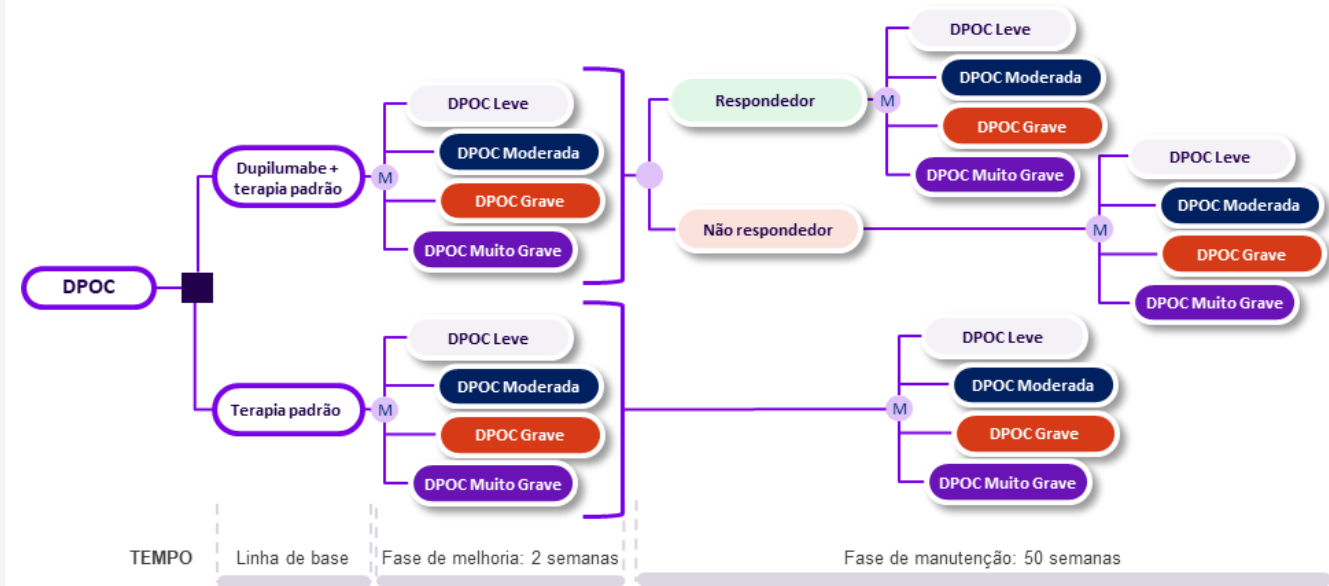 DPOC
Dupilumabe +
terapia padrão
M
DPOC Leve
DPOC Moderada
DPOC Grave
DPOC Muito Grave
Respondedor
M
DPOC Leve
DPOC Moderada
DPOC Grave
DPOC Muito Grave
Não respondedor
M
DPOC Leve
DPOC Moderada
DPOC Grave
DPOC Muito Grave
Terapia padrão
M
DPOC Leve
DPOC Moderada
DPOC Grave
DPOC Muito Grave
M
DPOC Leve
DPOC Moderada
DPOC Grave
DPOC Muito Grave
TEMPO
Linha de base
Fase de melhoria: 2 semanas
Fase de manutenção: 50 semanas